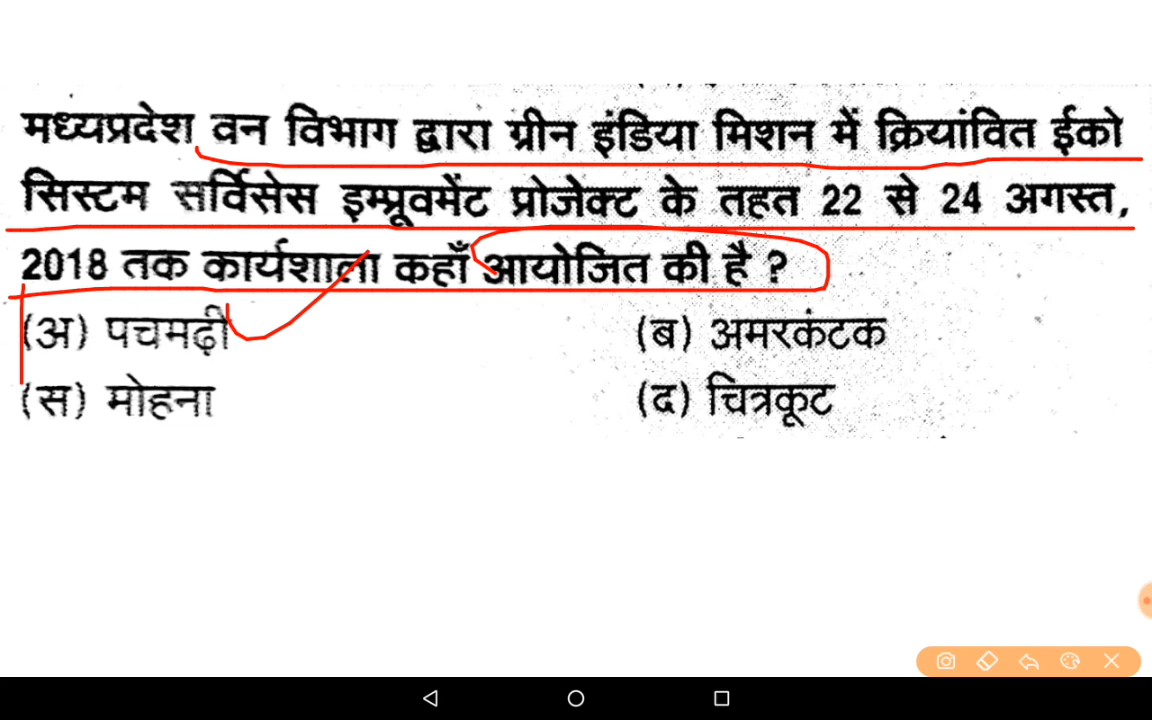 मध्यप्रदेश वन विभाग द्वारा ग्रीन इंडिया मिशन में क्रियांवित ईको
सिस्टम सर्विसेस इम्प्रूवमेंट प्रोजेक्ट के तहत 22 से 24 अगस्त,
2018 तक कार्यशाला कहाँ आयोजित की है ?
(अ) पचमढ़ी (ब) अमरकंटक
(स) मोहना (द) चित्रकूट